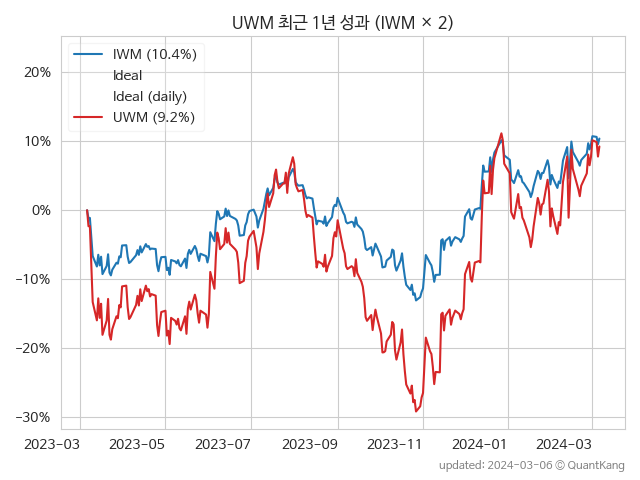 UWM 최근 1년 성과 (IWM × 2)
IWM (10.4%)
Ideal
Ideal (daily)
UWM (9.2%)
20%
10%
0%
−10%
−20%
−30%
2023-03 2023-05 2023-07 2023-09 2023-11 2024-01 2024-03
updated: 2024-03-06 © QuantKang